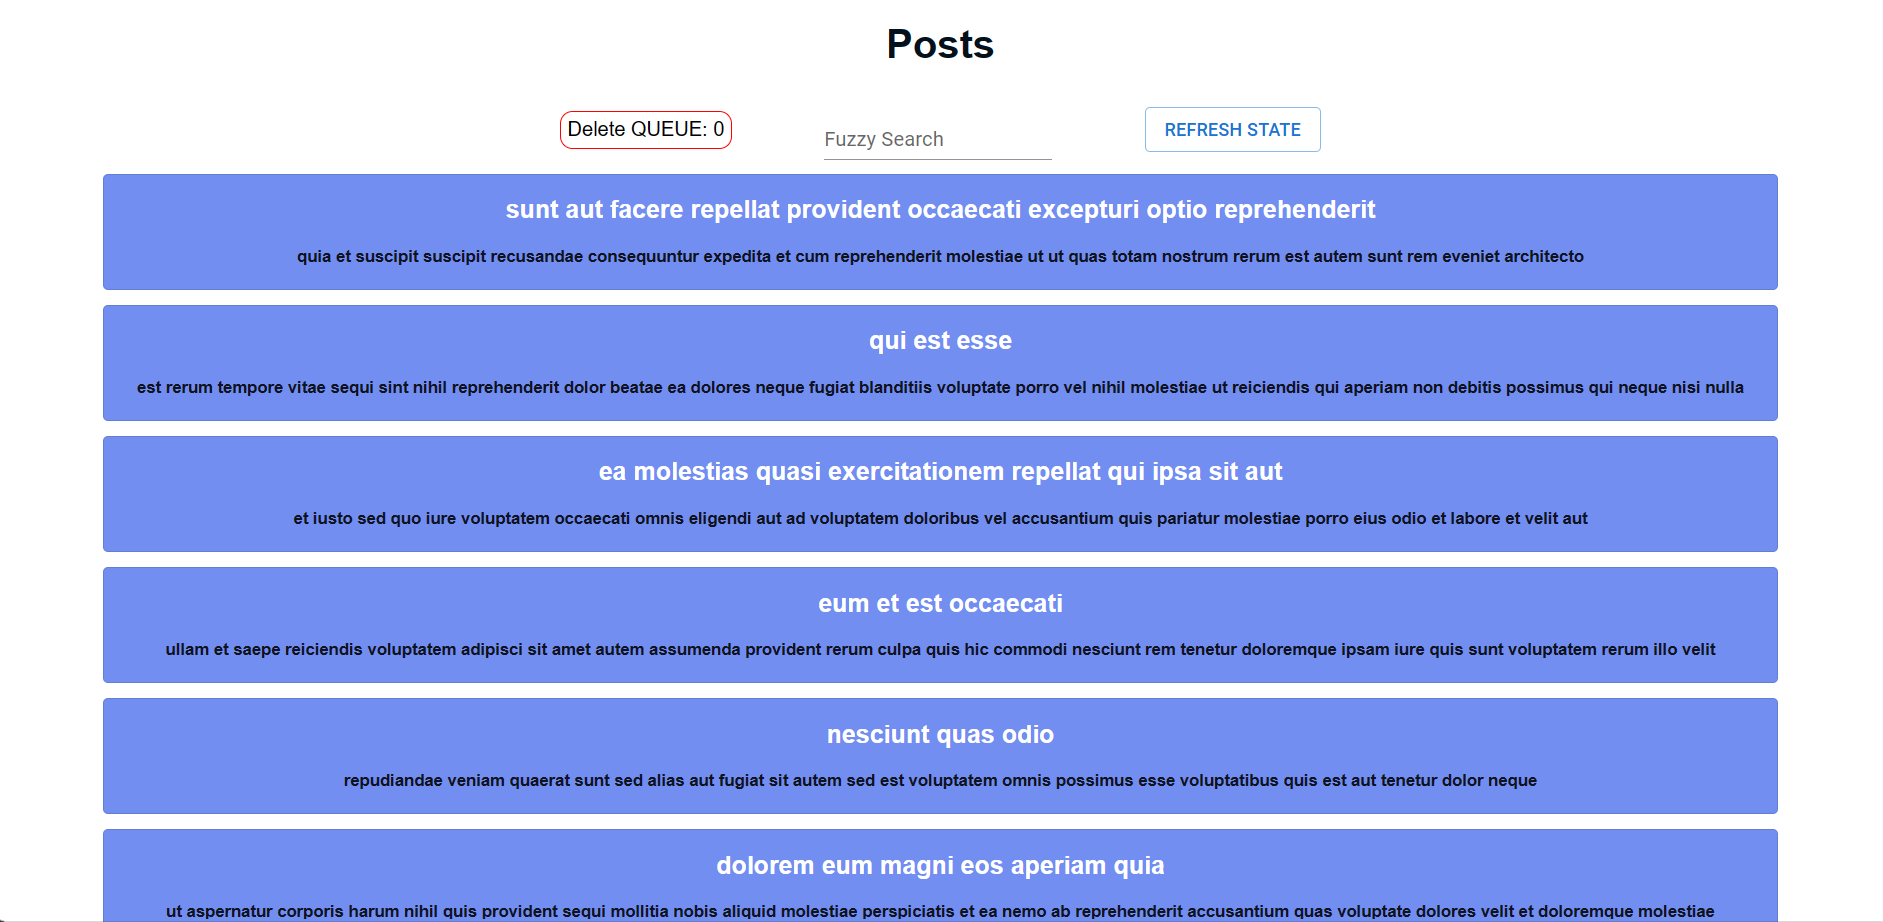 Posts
Delete QUEUE: 0
Fuzzy Search
REFRESH STATE
sunt aut facere repellat provident occaecati excepturi optio reprehenderit
quia et suscipit suscipit recusandae consequuntur expedita et cum reprehenderit molestiae ut ut quas totam nostrum rerum est autem sunt rem eveniet architecto
qui est esse
est rerum tempore vitae sequi sint nihil reprehenderit dolor beatae ea dolores neque fugiat blanditiis voluptate porro vel nihil molestiae ut reiciendis qui aperiam non debitis possimus qui neque nisi nulla
ea molestias quasi exercitationem repellat qui ipsa sit aut
et iusto sed quo iure voluptatem occaecati omnis eligendi aut ad voluptatem doloribus vel accusantium quis pariatur molestiae porro eius odio et labore et velit aut
eum et est occaecati
ullam et saepe reiciendis voluptatem adipisci sit amet autem assumenda provident rerum culpa quis hic commodi nesciunt rem tenetur doloremque ipsam iure quis sunt voluptatem rerum illo velit
nesciunt quas odio
repudiandae veniam quaerat sunt sed alias aut fugiat sit autem sed est voluptatem omnis possimus esse voluptatibus quis est aut tenetur dolor neque
dolorem eum magni eos aperiam quia
ut aspernatur corporis harum nihil quis provident sequi mollitia nobis aliquid molestiae perspiciatis et ea nemo ab reprehenderit accusantium quas voluptate dolores velit et doloremque molestiae